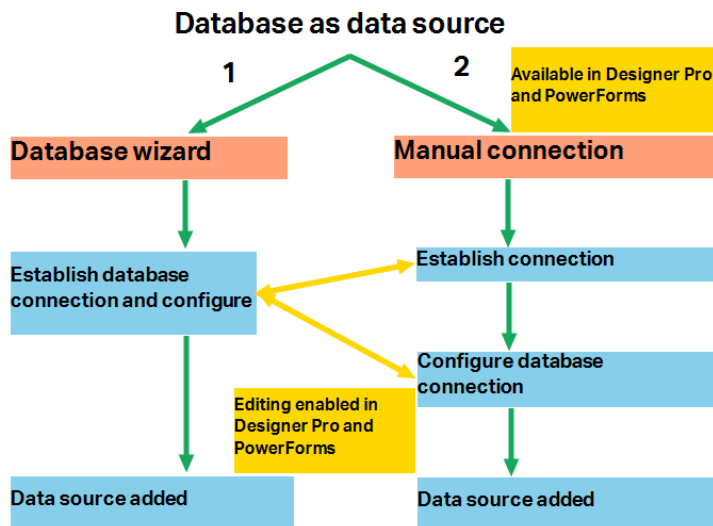 Database as data source
1
2
Available in Designer Pro
and PowerForms
Database wizard
Manual connection
Establish database
connection and configure
Establish connection
Configure database
connection
Editing enabled in
Designer Pro and
PowerForms
Data source added
Data source added